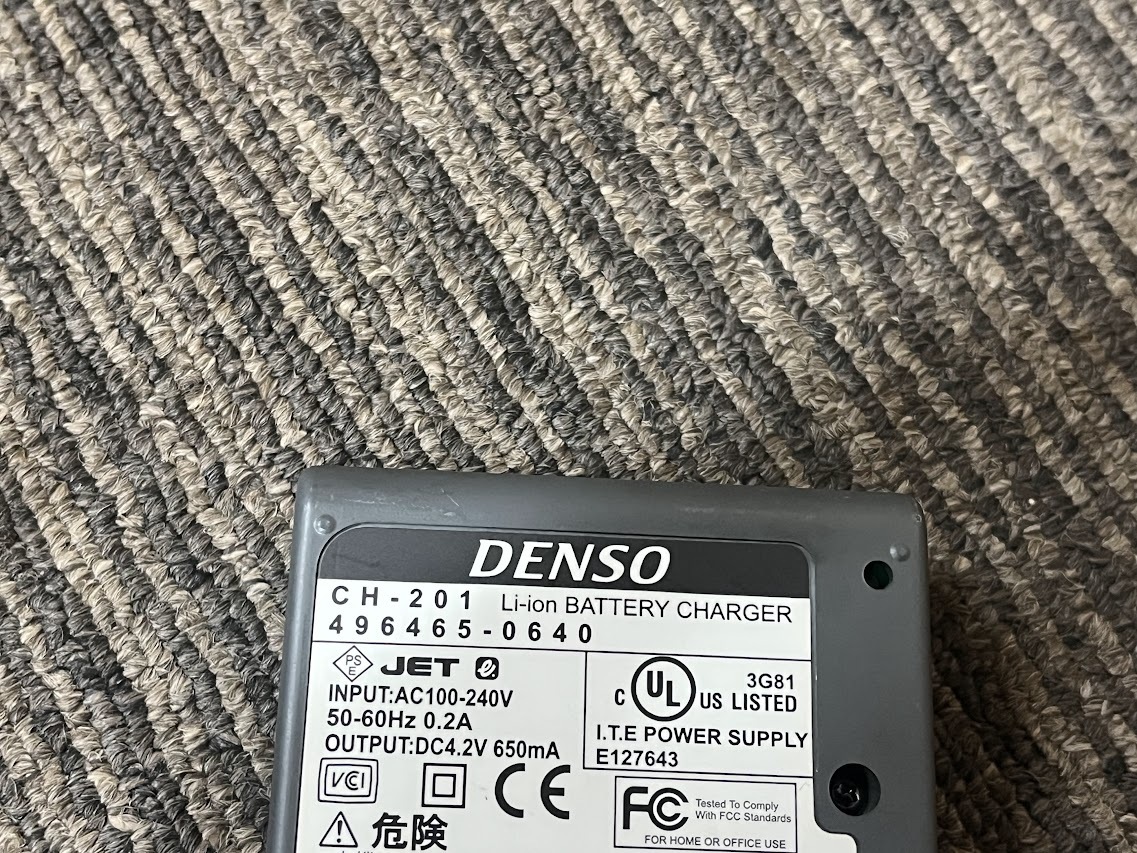 DENSO
CH-201 Li-ion BATTERY CHARGER
496465-0640
PS
E
JET
INPUT:AC100-240V
50-60Hz 0.2A
OUTPUT:DC4.2V 650mA
VCI
CE
危険
3G81
C UL US LISTED
I.T.E POWER SUPPLY
E127643
FC Tested To Comply
With FCC Standards
FOR HOME OR OFFICE USE